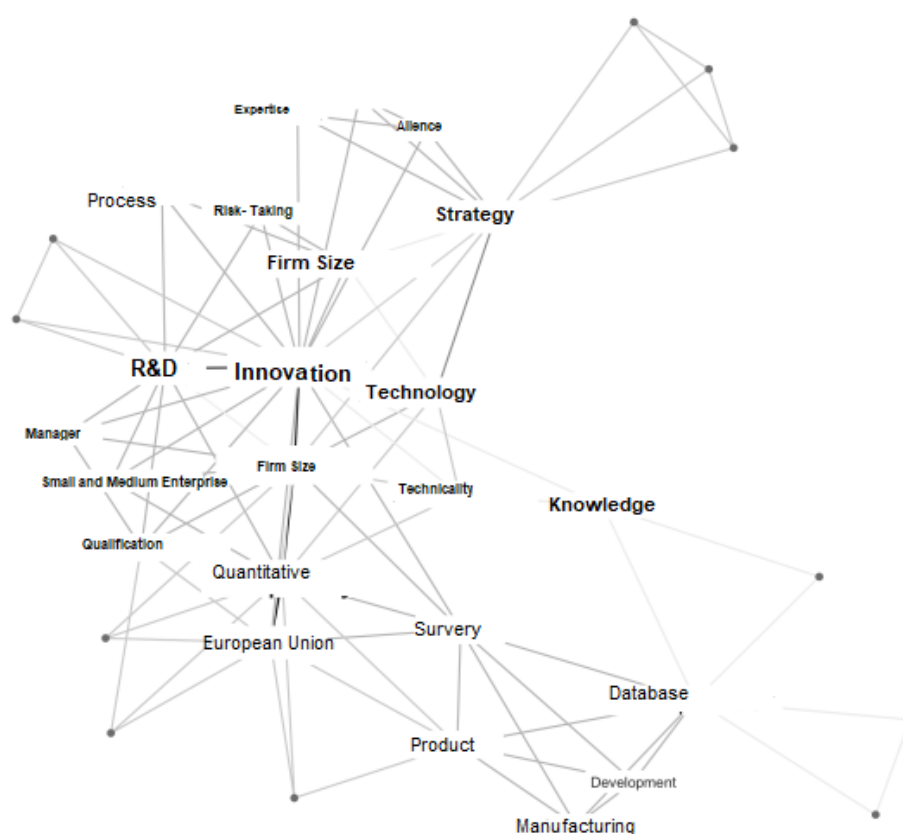 Expertise
Allence
Process
Risk- Taking
Strategy
Firm Size
R&D
Innovation
Technology
Manager
Firm Size
Small and Medium Enterprise
Technicality
Knowledge
Qualification
Quantitative
Survery
European Union
Database
Product
Development
Manufacturing